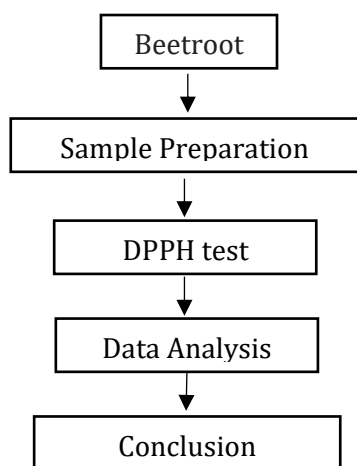 Beetroot
Sample Preparation
DPPH test
Data Analysis
Conclusion